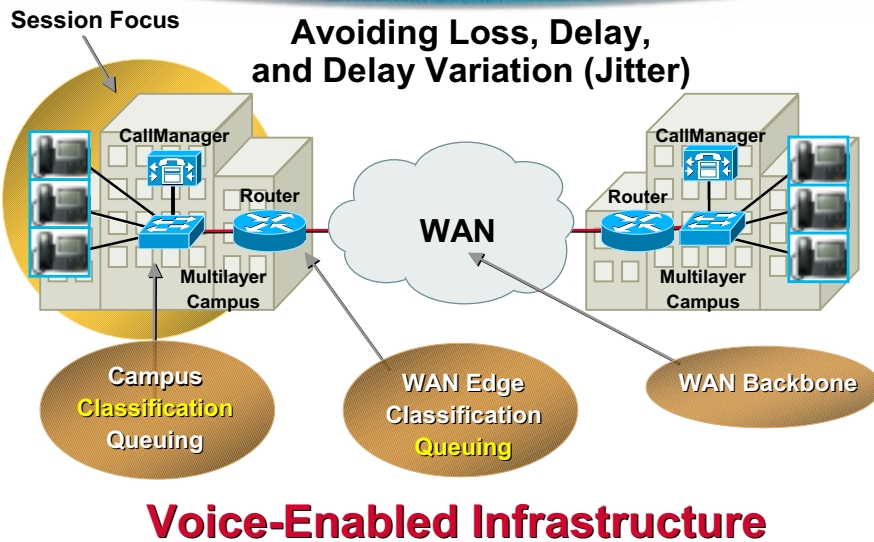 Session Focus
Avoiding Loss, Delay,
and Delay Variation (Jitter)
CallManager
Router
Multilayer
Campus
WAN
CallManager
Router
Multilayer
Campus
Campus
Classification
Queuing
WAN Edge
Classification
Queuing
WAN Backbone
Voice-Enabled Infrastructure